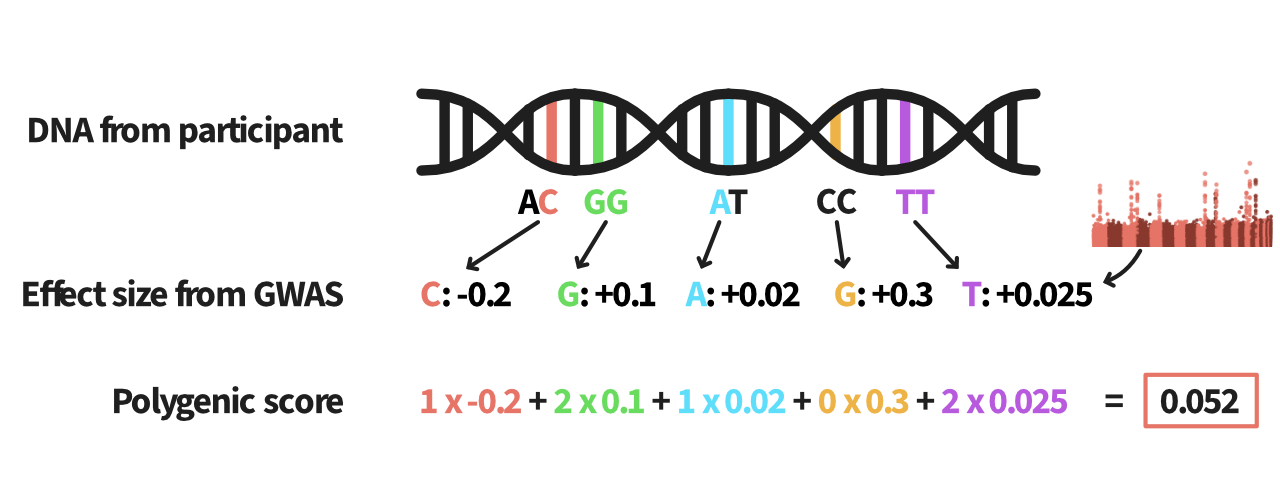 DNA from participant
AC GG AT CC TT
Effect size from GWAS C: -0.2 G: +0.1 A: +0.02 G: +0.3 T: +0.025
Polygenic score 1 x -0.2 + 2 x 0.1 + 1 x 0.02 + 0 x 0.3 + 2 x 0.025 = 0.052